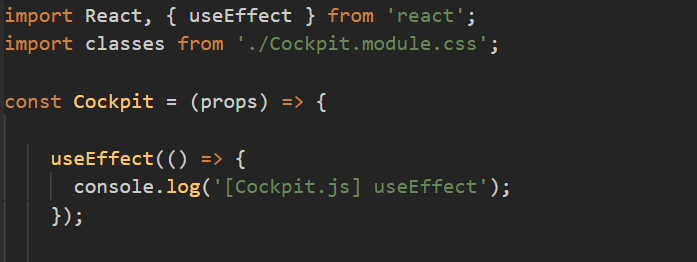 import React, { useEffect } from 'react';
import classes from './Cockpit.module.css';
const Cockpit = (props) => {
useEffect(() => {
console.log('[Cockpit.js] useEffect');
});